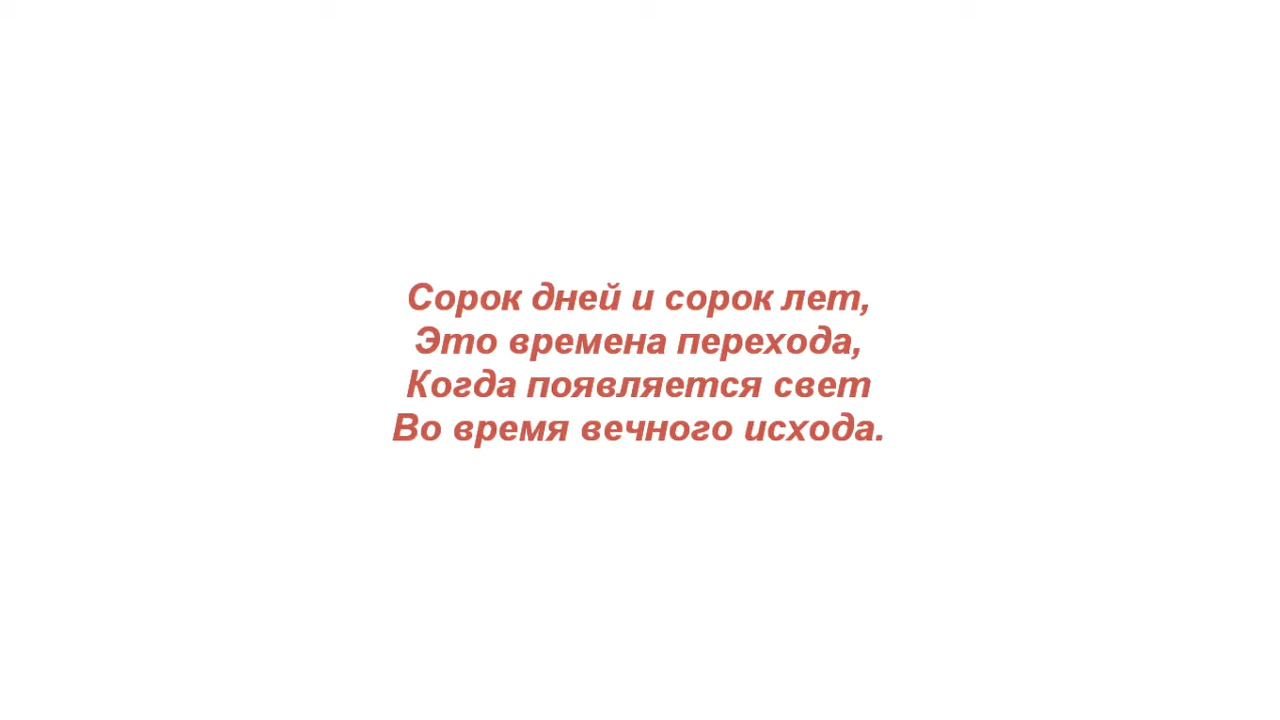 Сорок дней и сорок лет,
Это времена перехода,
Когда появляется свет
Во время вечного исхода.